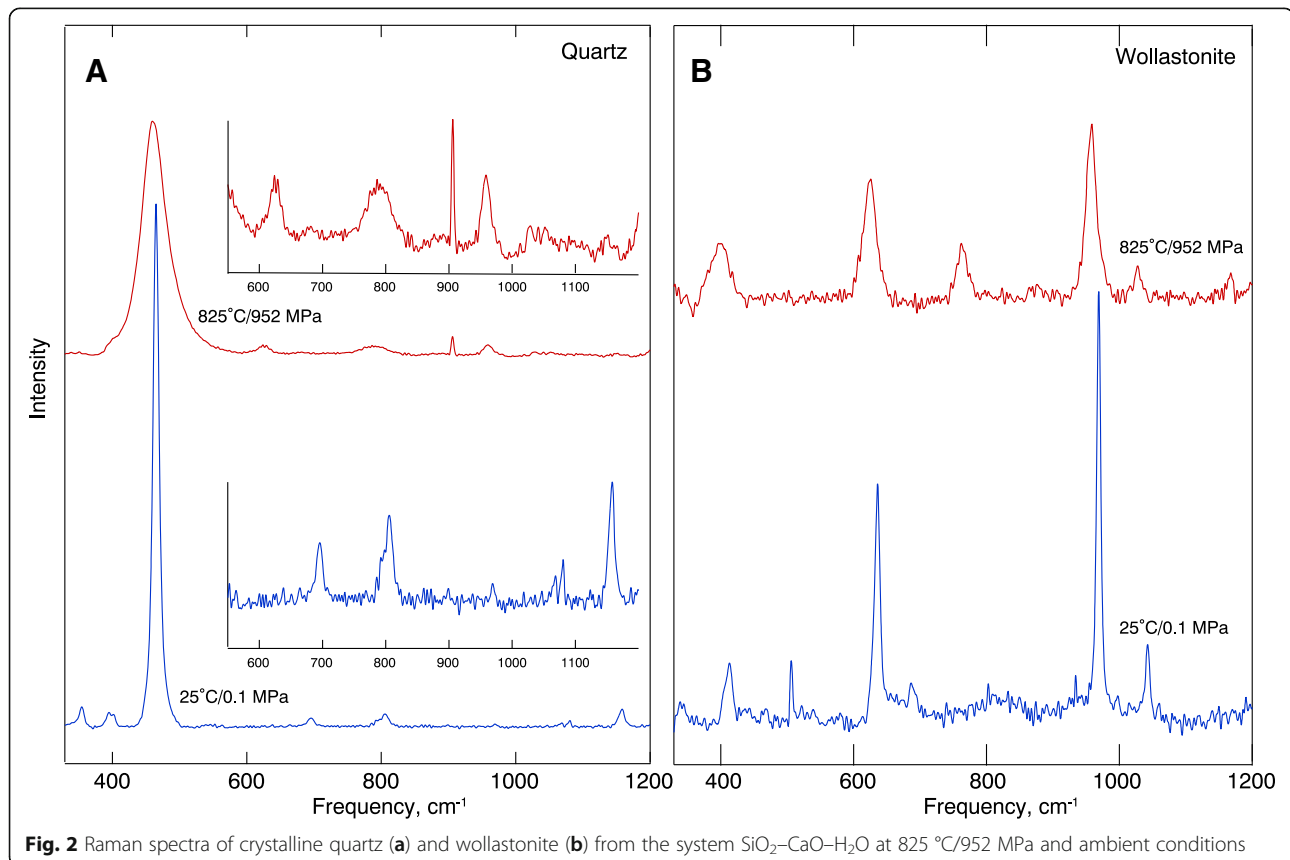 A
Quartz
600 700 800 900 1000 1100
825°C/952 MPa
600 700 800 900 1000 1100
25°C/0.1 MPa
Intensity
400 600 800 1000 1200
Frequency, cm⁻¹
B
Wollastonite
825°C/952 MPa
25°C/0.1 MPa
400 600 800 1000 1200
Frequency, cm⁻¹
Fig. 2 Raman spectra of crystalline quartz (a) and wollastonite (b) from the system SiO₂–CaO–H₂O at 825 °C/952 MPa and ambient conditions